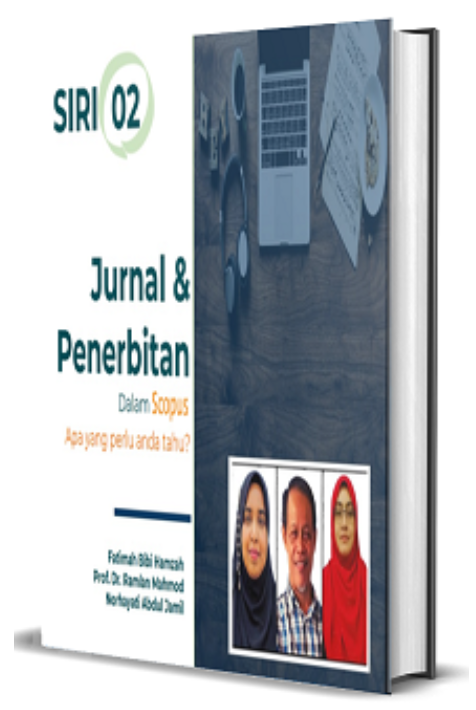 SIRI 02
Jurnal &
Penerbitan
Dalam Scopus
Apa yang perlu anda tahu?
Fatimah Bibi Hamzah
Prof. Dr. Ramlan Mahmod
Norhayati Abdul Jamil